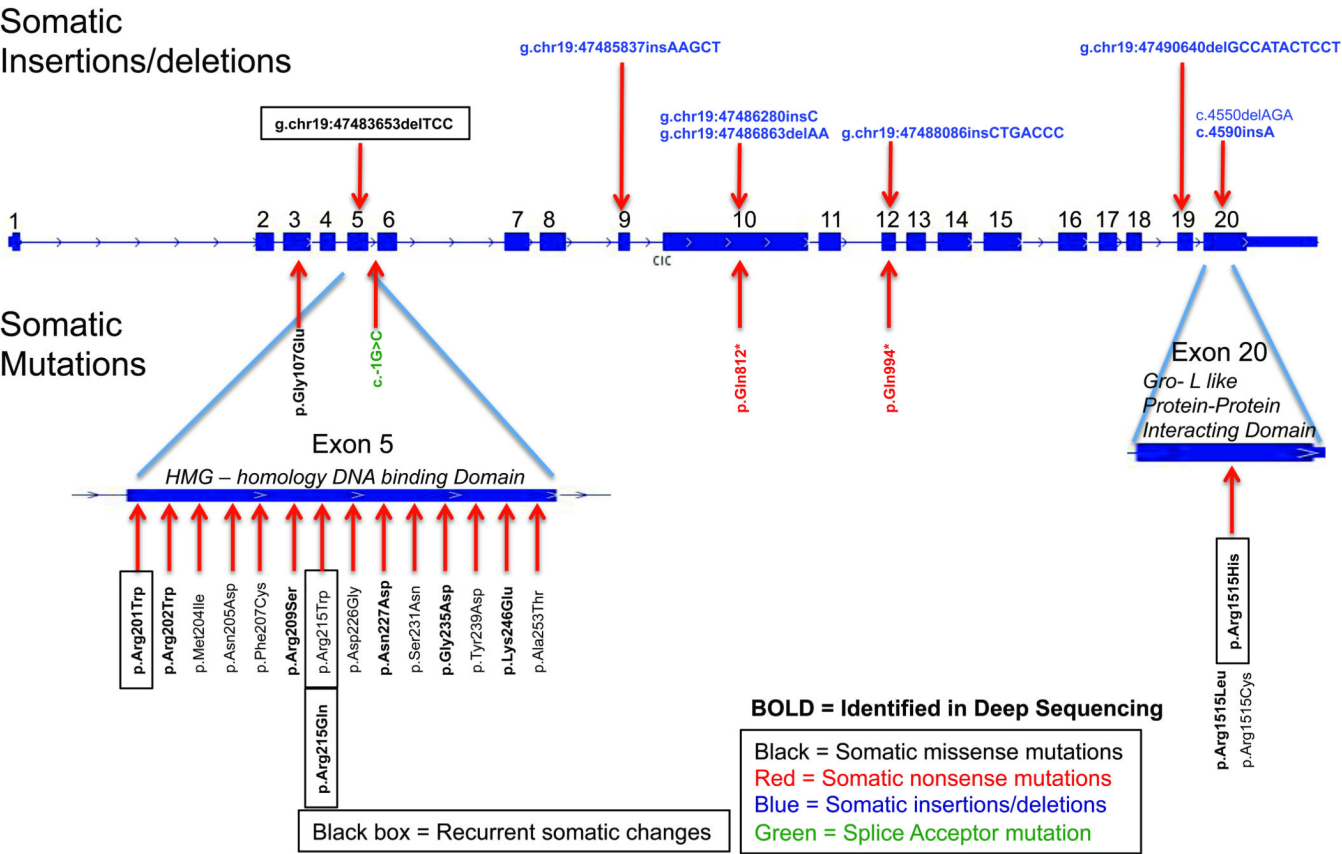 Somatic
Insertions/deletions
g.chr19:47485837insAAGCT
g.chr19:47490640delGCCATACTCCT
g.chr19:47483653delTCC
g.chr19:47486280insC
g.chr19:47486863delAA
g.chr19:47488086insCTGACCC
c.4550delAGA
c.4590insA
1 2 3 4 5 6 7 8 9 10 11 12 13 14 15 16 17 18 19 20
CIC
Somatic
Mutations
p.Gly107Glu
c.-1G>C
p.Gln812*
p.Gln994*
Exon 5
HMG – homology DNA binding Domain
Exon 20
Gro- L like
Protein-Protein
Interacting Domain
p.Arg201Trp
p.Arg202Trp
p.Met204Ile
p.Asn205Asp
p.Phe207Cys
p.Arg209Ser
p.Arg215Trp
p.Arg215Gln
p.Asp226Gly
p.Asn227Asp
p.Ser231Asn
p.Gly235Asp
p.Tyr239Asp
p.Lys246Glu
p.Ala253Thr
p.Arg1515His
p.Arg1515Leu
p.Arg1515Cys
BOLD = Identified in Deep Sequencing
Black = Somatic missense mutations
Red = Somatic nonsense mutations
Blue = Somatic insertions/deletions
Green = Splice Acceptor mutation
Black box = Recurrent somatic changes